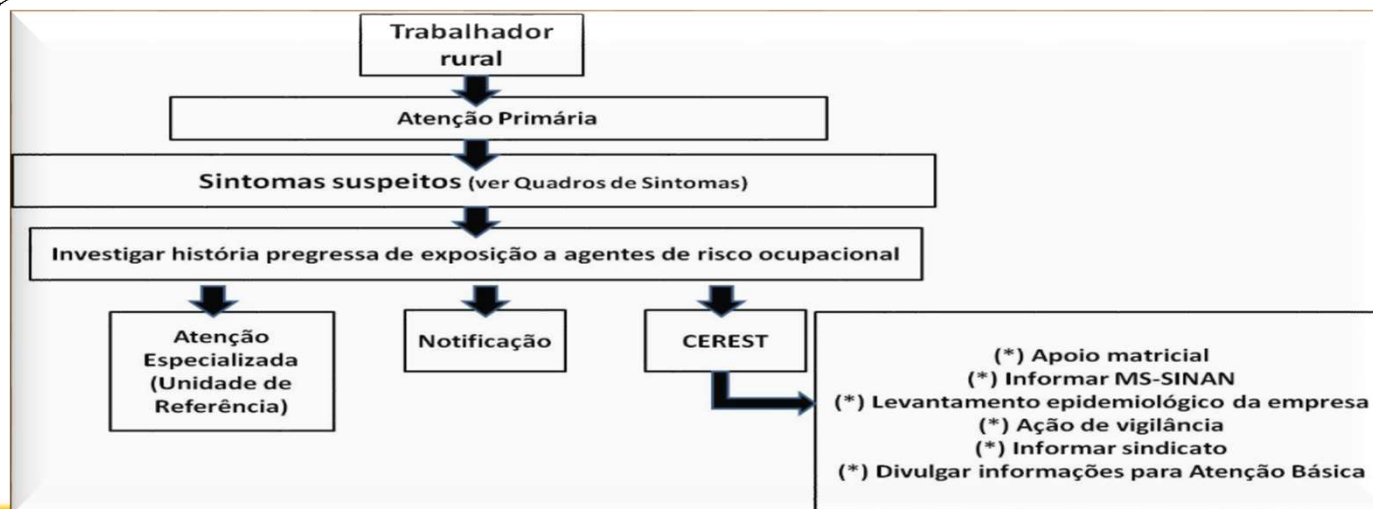 Trabalhador
rural
Atenção Primária
Sintomas suspeitos (ver Quadros de Sintomas)
Investigar história pregressa de exposição a agentes de risco ocupacional
Atenção
Especializada
(Unidade de
Referência)
Notificação
CEREST
(*) Apoio matricial
(*) Informar MS-SINAN
(*) Levantamento epidemiológico da empresa
(*) Ação de vigilância
(*) Informar sindicato
(*) Divulgar informações para Atenção Básica